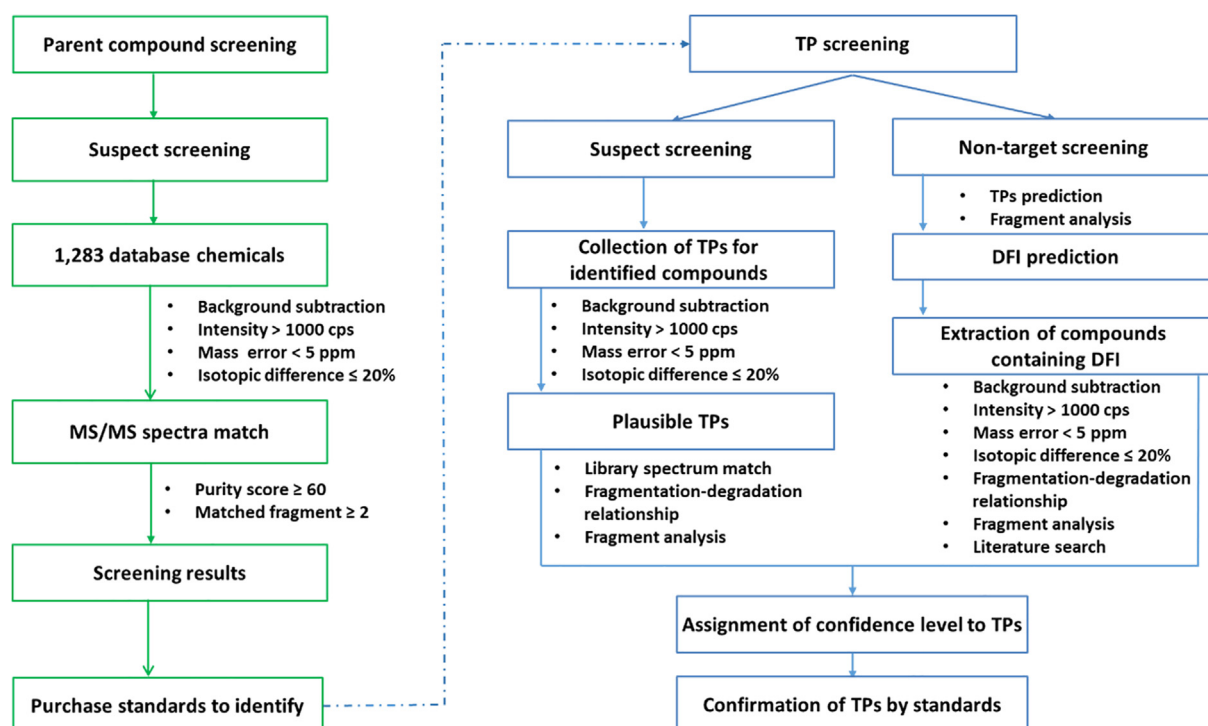 Parent compound screening
Suspect screening
1,283 database chemicals
• Background subtraction
• Intensity > 1000 cps
• Mass error < 5 ppm
• Isotopic difference ≤ 20%
MS/MS spectra match
• Purity score ≥ 60
• Matched fragment ≥ 2
Screening results
Purchase standards to identify
TP screening
Suspect screening
Collection of TPs for
identified compounds
• Background subtraction
• Intensity > 1000 cps
• Mass error < 5 ppm
• Isotopic difference ≤ 20%
Plausible TPs
• Library spectrum match
• Fragmentation-degradation
relationship
• Fragment analysis
Non-target screening
• TPs prediction
• Fragment analysis
DFI prediction
Extraction of compounds
containing DFI
• Background subtraction
• Intensity > 1000 cps
• Mass error < 5 ppm
• Isotopic difference ≤ 20%
• Fragmentation-degradation
relationship
• Fragment analysis
• Literature search
Assignment of confidence level to TPs
Confirmation of TPs by standards